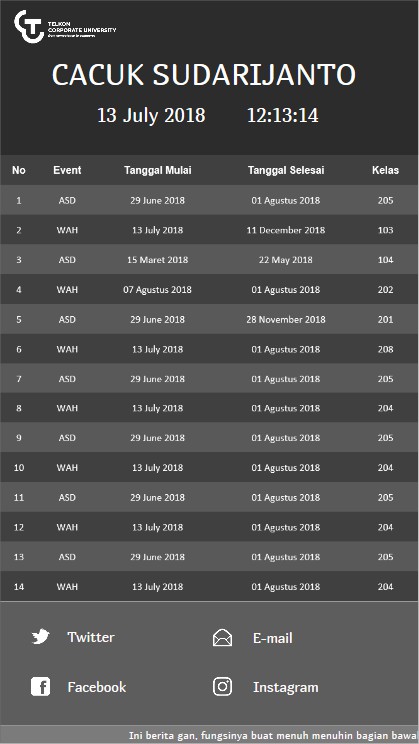 TELKON
CORPORATE UNIVERSITY
CACUK SUDARIJANTO
13 July 2018 12:13:14
No Event Tanggal Mulai Tanggal Selesai Kelas
1 ASD 29 June 2018 01 Agustus 2018 205
2 WAH 13 July 2018 11 December 2018 103
3 ASD 15 Maret 2018 22 May 2018 104
4 WAH 07 Agustus 2018 01 Agustus 2018 202
5 ASD 29 June 2018 28 November 2018 201
6 WAH 13 July 2018 01 Agustus 2018 208
7 ASD 29 June 2018 01 Agustus 2018 205
8 WAH 13 July 2018 01 Agustus 2018 204
9 ASD 29 June 2018 01 Agustus 2018 205
10 WAH 13 July 2018 01 Agustus 2018 204
11 ASD 29 June 2018 01 Agustus 2018 205
12 WAH 13 July 2018 01 Agustus 2018 204
13 ASD 29 June 2018 01 Agustus 2018 205
14 WAH 13 July 2018 01 Agustus 2018 204
Twitter E-mail
Facebook Instagram
Ini berita gan, fungsinya buat menuh menuhin bagian bawa